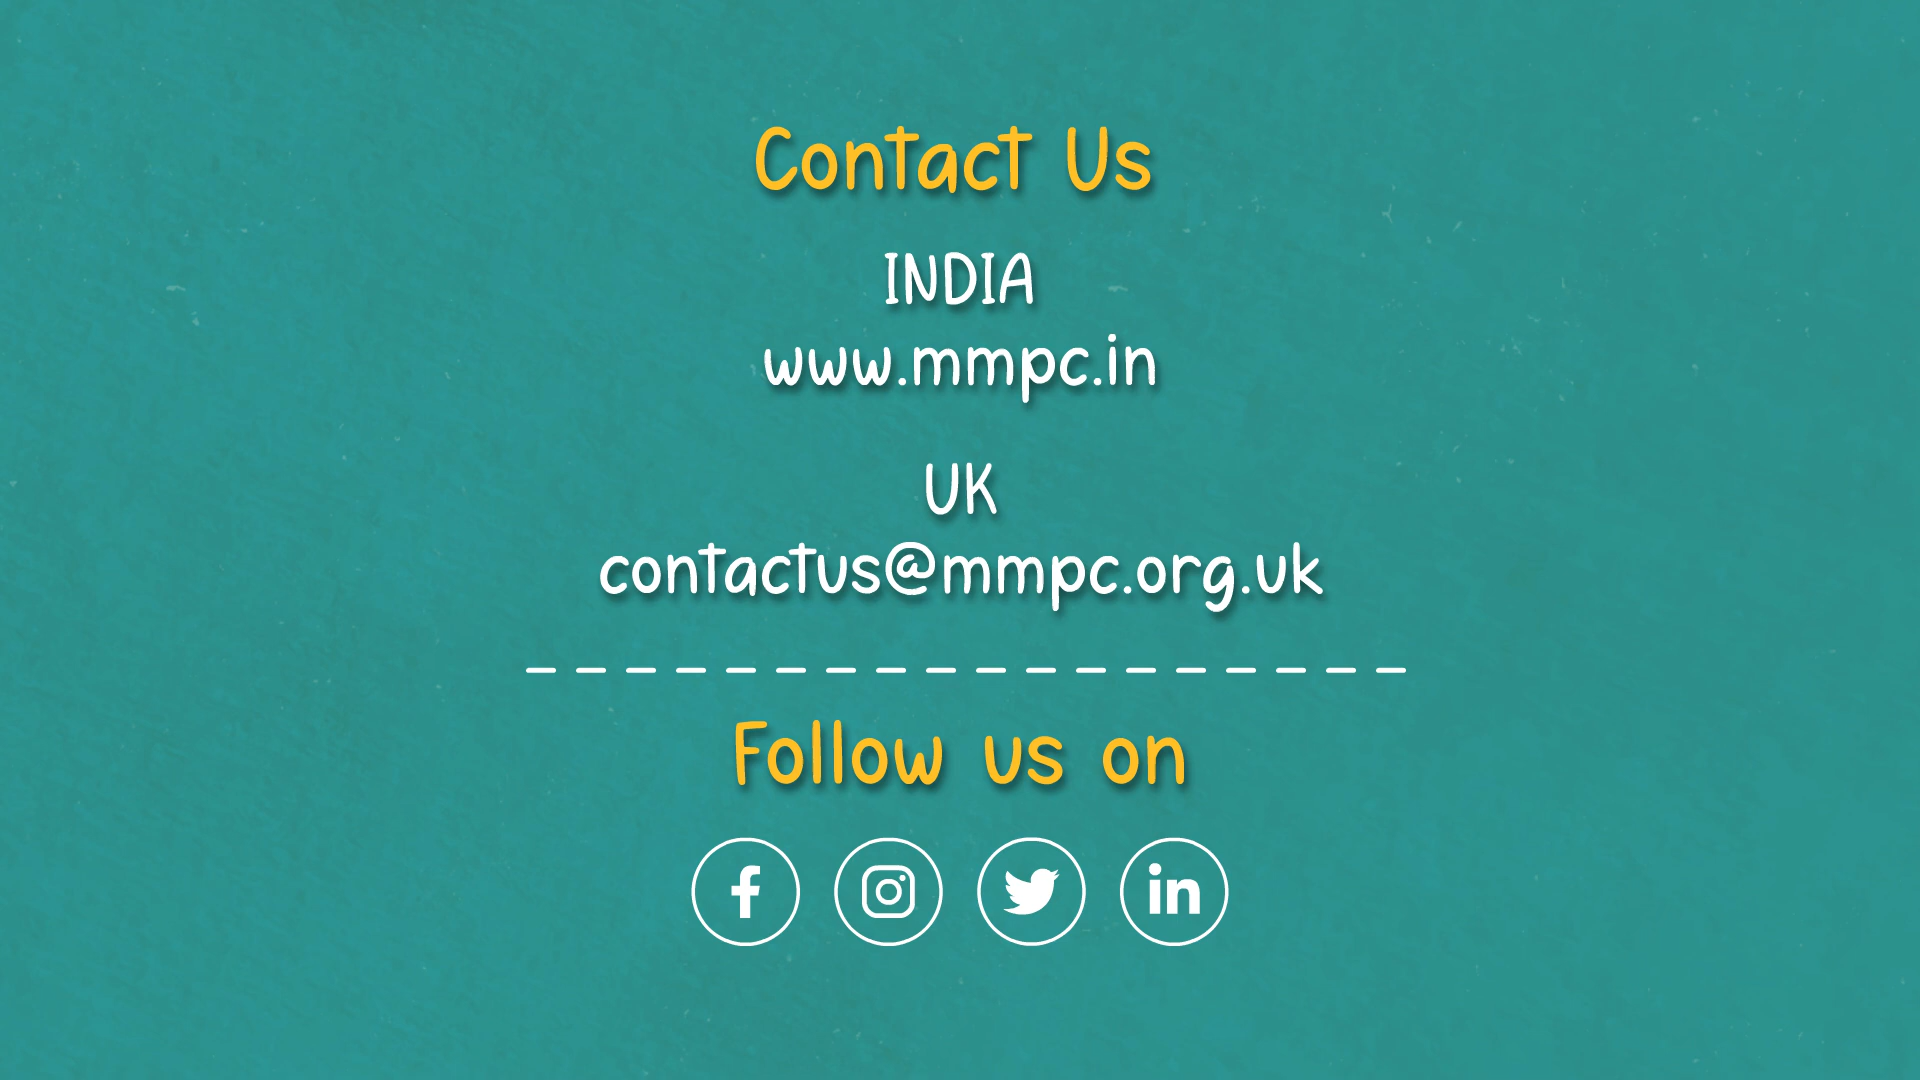 Contact Us
INDIA
www.mmpc.in
UK
contactus@mmpc.org.uk
Follow us on